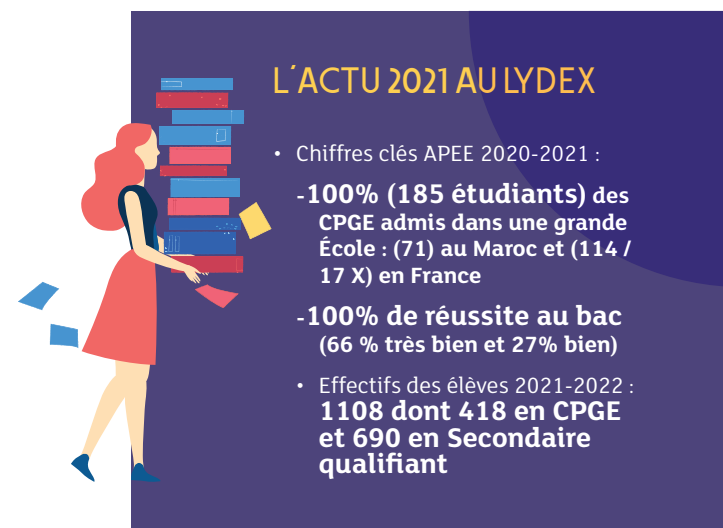 L'ACTU 2021 AU LYDEX
• Chiffres clés APEE 2020-2021 :
-100% (185 étudiants) des
CPGE admis dans une grande
École : (71) au Maroc et (114 /
17 X) en France
-100% de réussite au bac
(66 % très bien et 27% bien)
• Effectifs des élèves 2021-2022 :
1108 dont 418 en CPGE
et 690 en Secondaire
qualifiant